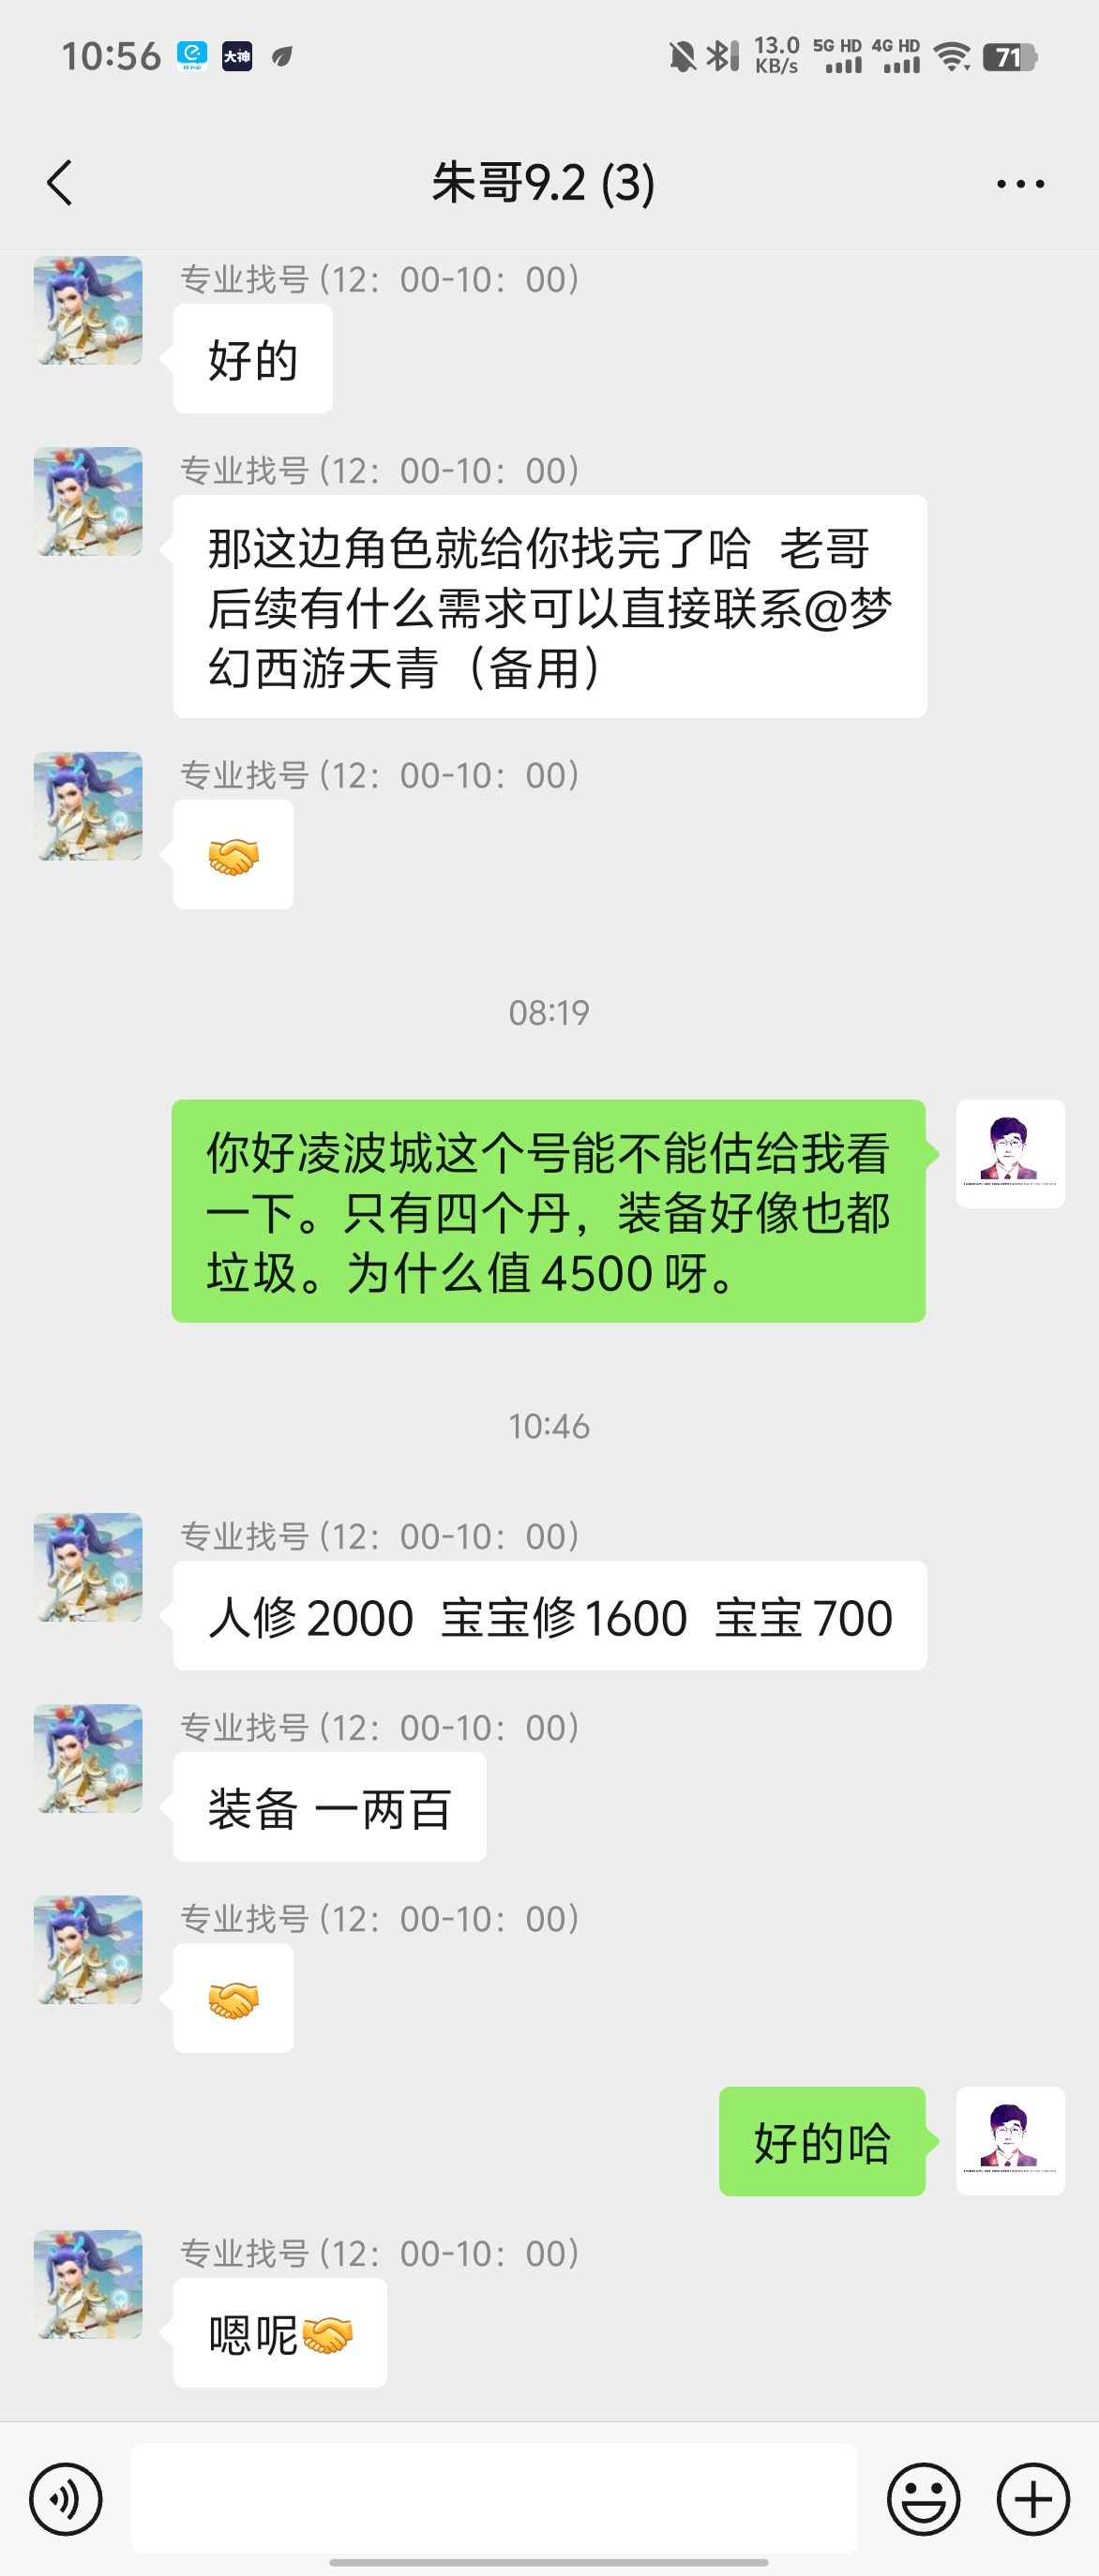 10:56
大神
13.0
KB/s
5G HD
4G HD
71
朱哥9.2 (3)
专业找号 (12：00-10：00)
好的
专业找号 (12：00-10：00)
那这边角色就给你找完了哈  老哥
后续有什么需求可以直接联系@梦
幻西游天青（备用）
专业找号 (12：00-10：00)
08:19
你好凌波城这个号能不能估给我看
一下。只有四个丹，装备好像也都
垃圾。为什么值4500呀。
10:46
专业找号 (12：00-10：00)
人修2000  宝宝修1600  宝宝700
专业找号 (12：00-10：00)
装备 一两百
专业找号 (12：00-10：00)
好的哈
专业找号 (12：00-10：00)
嗯呢🤝